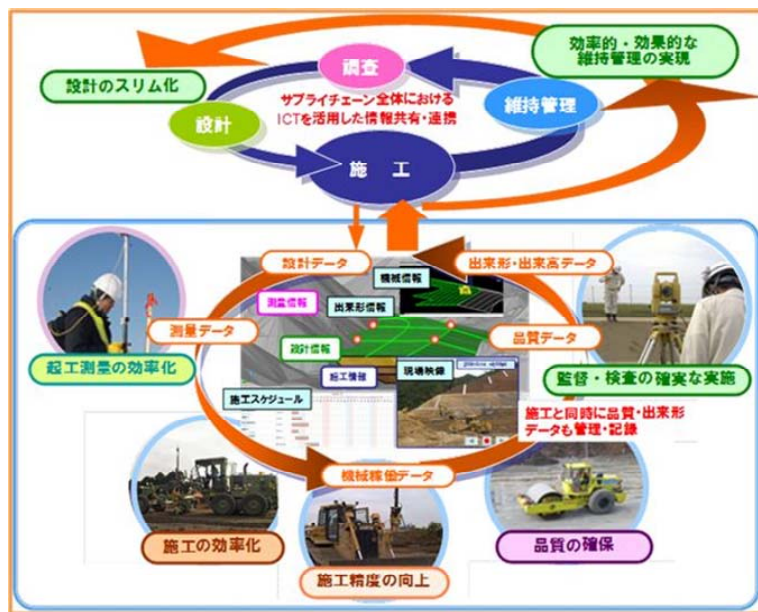 調査
効率的・効果的な
維持管理の実現
設計のスリム化
サプライチェーン全体における
ICTを活用した情報共有・連携
設計
維持管理
施 工
設計データ
出来形・出来高データ
機械情報
測量情報
出来形情報
測量データ
品質データ
設計情報
起工測量の効率化
施工情報
現場映像
監督・検査の確実な実施
施工スケジュール
施工と同時に品質・出来形
データも管理・記録
機械稼働データ
施工の効率化
品質の確保
施工精度の向上